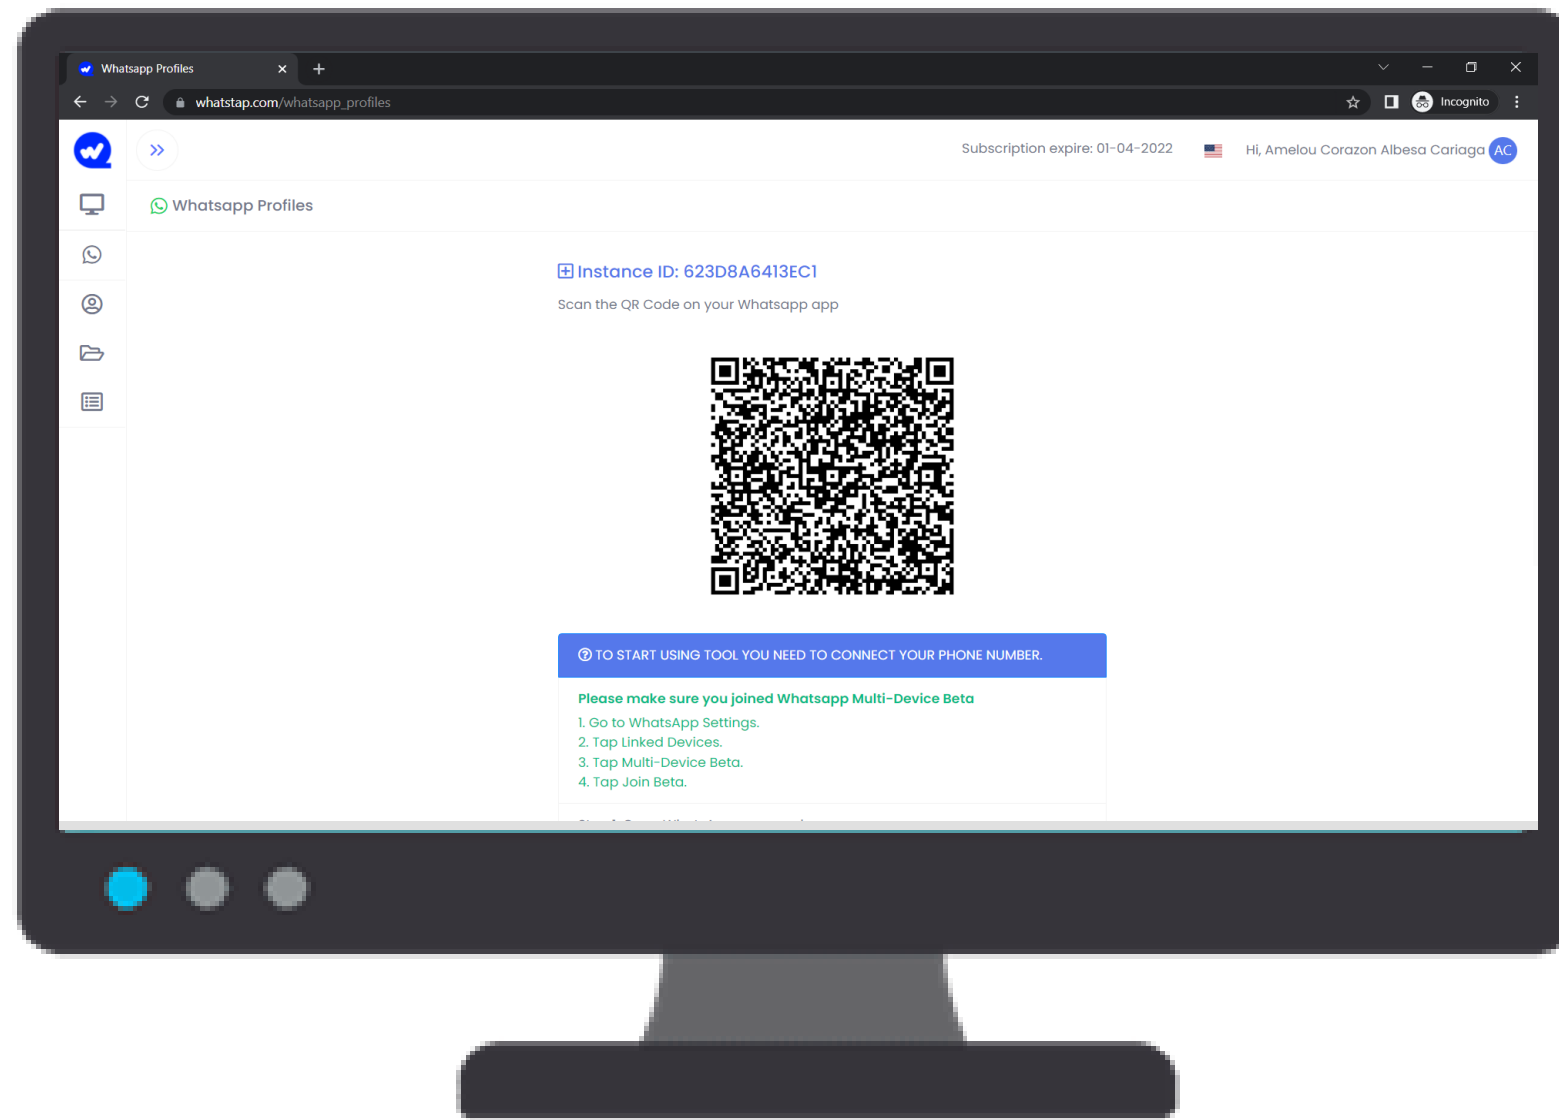 Whatsapp Profiles
whatstap.com/whatsapp_profiles
Incognito
Subscription expire: 01-04-2022
Hi, Amelou Corazon Albesa Cariaga AC
Whatsapp Profiles
Instance ID: 623D8A6413EC1
Scan the QR Code on your Whatsapp app
TO START USING TOOL YOU NEED TO CONNECT YOUR PHONE NUMBER.
Please make sure you joined Whatsapp Multi-Device Beta
1. Go to WhatsApp Settings.
2. Tap Linked Devices.
3. Tap Multi-Device Beta.
4. Tap Join Beta.